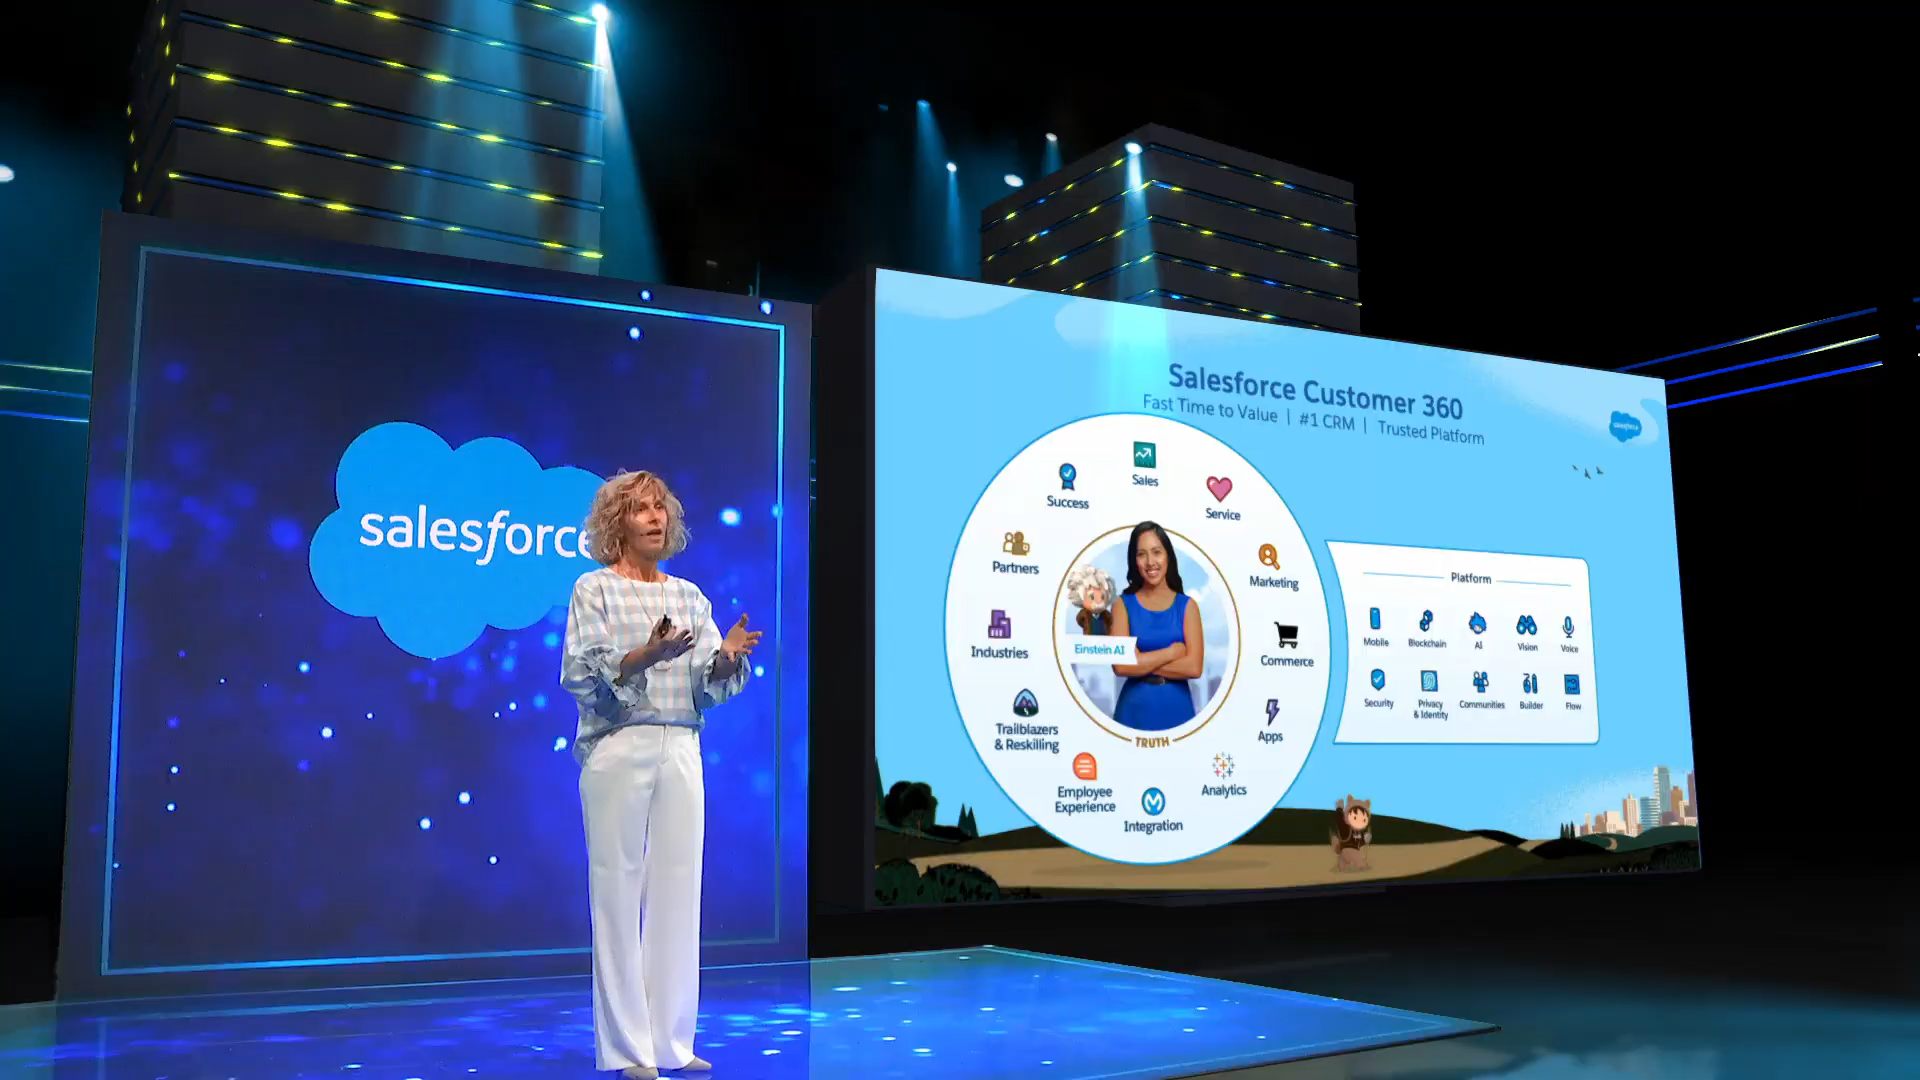 salesforce
Salesforce Customer 360
Fast Time to Value | #1 CRM | Trusted Platform
salesforce
Sales
Success
Service
Partners
Marketing
Industries
Commerce
Trailblazers
& Reskilling
Apps
Employee
Experience
Analytics
Integration
Einstein AI
TRUTH
Platform
Mobile
Blockchain
AI
Vision
Voice
Security
Privacy
& Identity
Communities
Builder
Flow